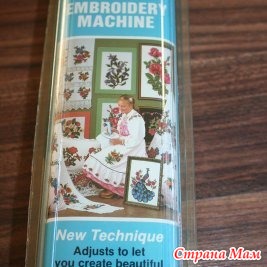 EMBROIDERY
MACHINE
New Technique
Adjusts to let
you create beautiful
Страна Мам